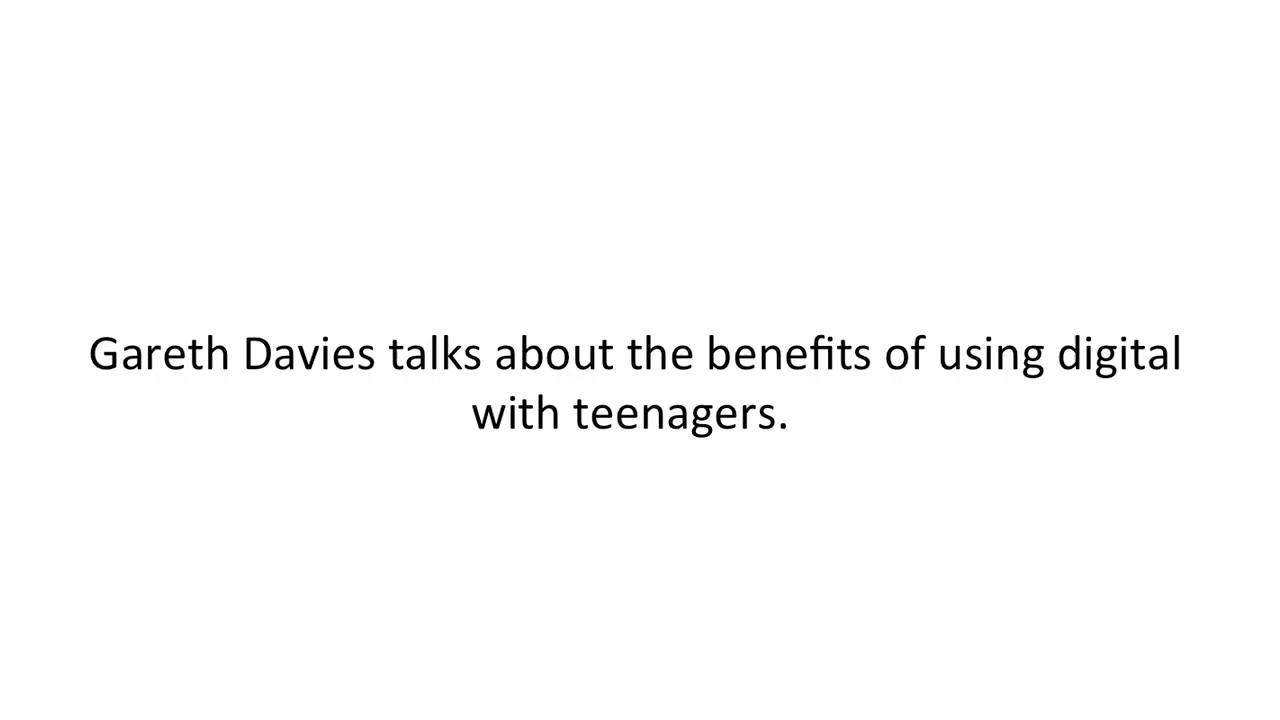 Gareth Davies talks about the benefits of using digital
with teenagers.